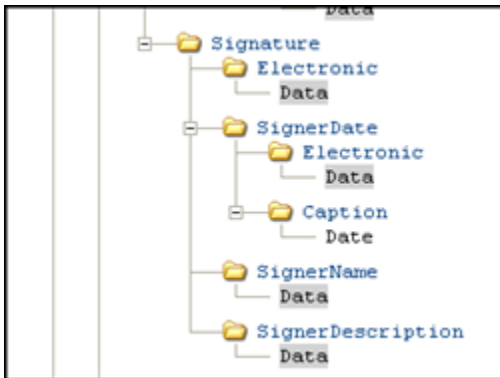 Data
Signature
Electronic
Data
SignerDate
Electronic
Data
Caption
Date
SignerName
Data
SignerDescription
Data